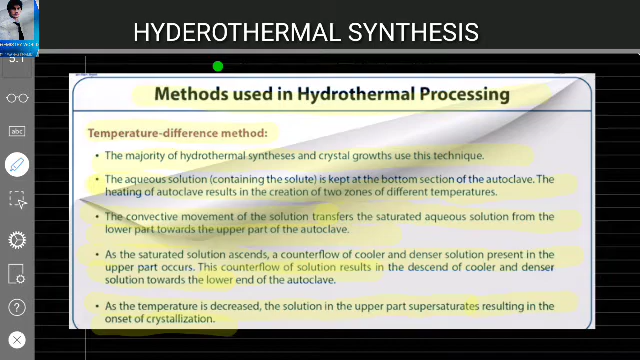 HYDEROTHERMAL SYNTHESIS
5.1
abc
Methods used in Hydrothermal Processing
Temperature-difference method:
• The majority of hydrothermal syntheses and crystal growths use this technique.
• The aqueous solution (containing the solute) is kept at the bottom section of the autoclave. The
heating of autoclave results in the creation of two zones of different temperatures.
• The convective movement of the solution transfers the saturated aqueous solution from the
lower part towards the upper part of the autoclave.
• As the saturated solution ascends, a counterflow of cooler and denser solution present in the
upper part occurs. This counterflow of solution results in the descend of cooler and denser
solution towards the lower end of the autoclave.
• As the temperature is decreased, the solution in the upper part supersaturates resulting in the
onset of crystallization.